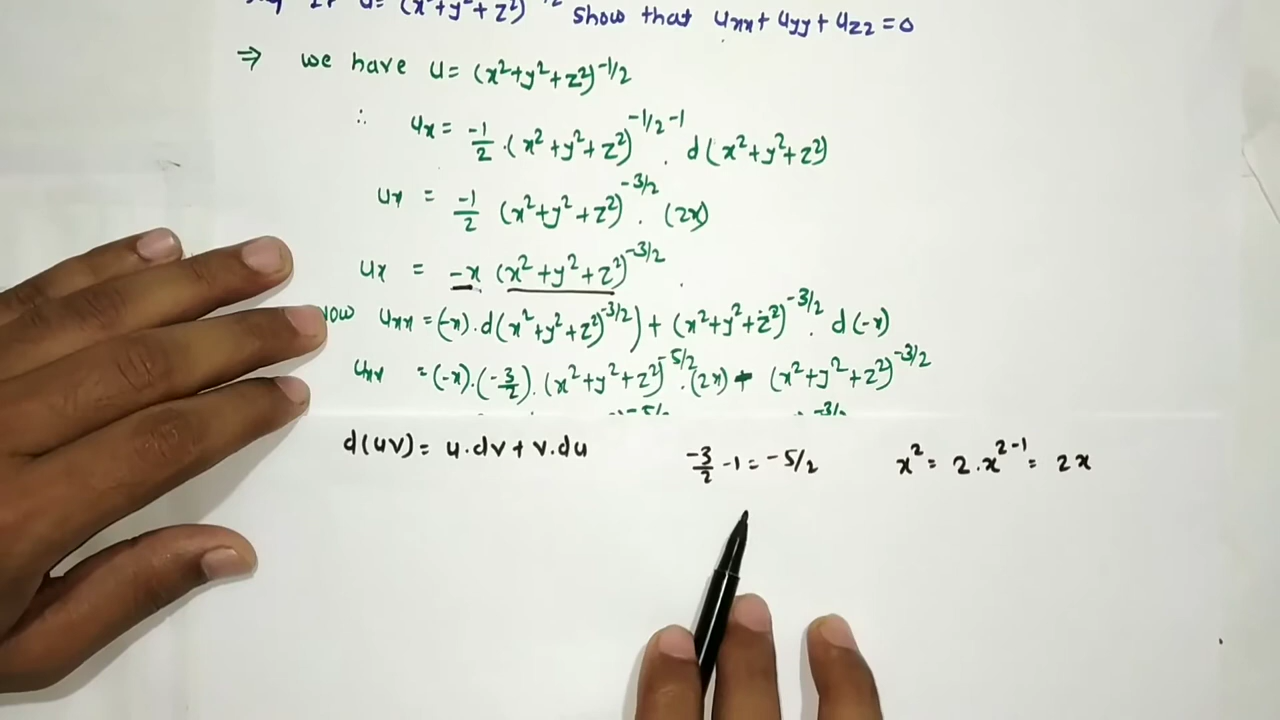 u = (x²+y²+z²) show that uxx + uyy + uzz = 0
⇒ we have u = (x²+y²+z²)^-1/2
∴ ux = -1/2 . (x²+y²+z²)^-1/2 -1 . d(x²+y²+z²)
ux = -1/2 (x²+y²+z²)^-3/2 . (2x)
ux = -x (x²+y²+z²)^-3/2 .
Now uxx = (-x) . d(x²+y²+z²)^-3/2) + (x²+y²+z²)^-3/2 . d(-x)
uxx = (-x) . (-3/2) . (x²+y²+z²)^-5/2 . (2x) - (x²+y²+z²)^-3/2
d(uv) = u.dv + v.du
-3/2 -1 = -5/2
x² = 2.x^2-1 = 2x